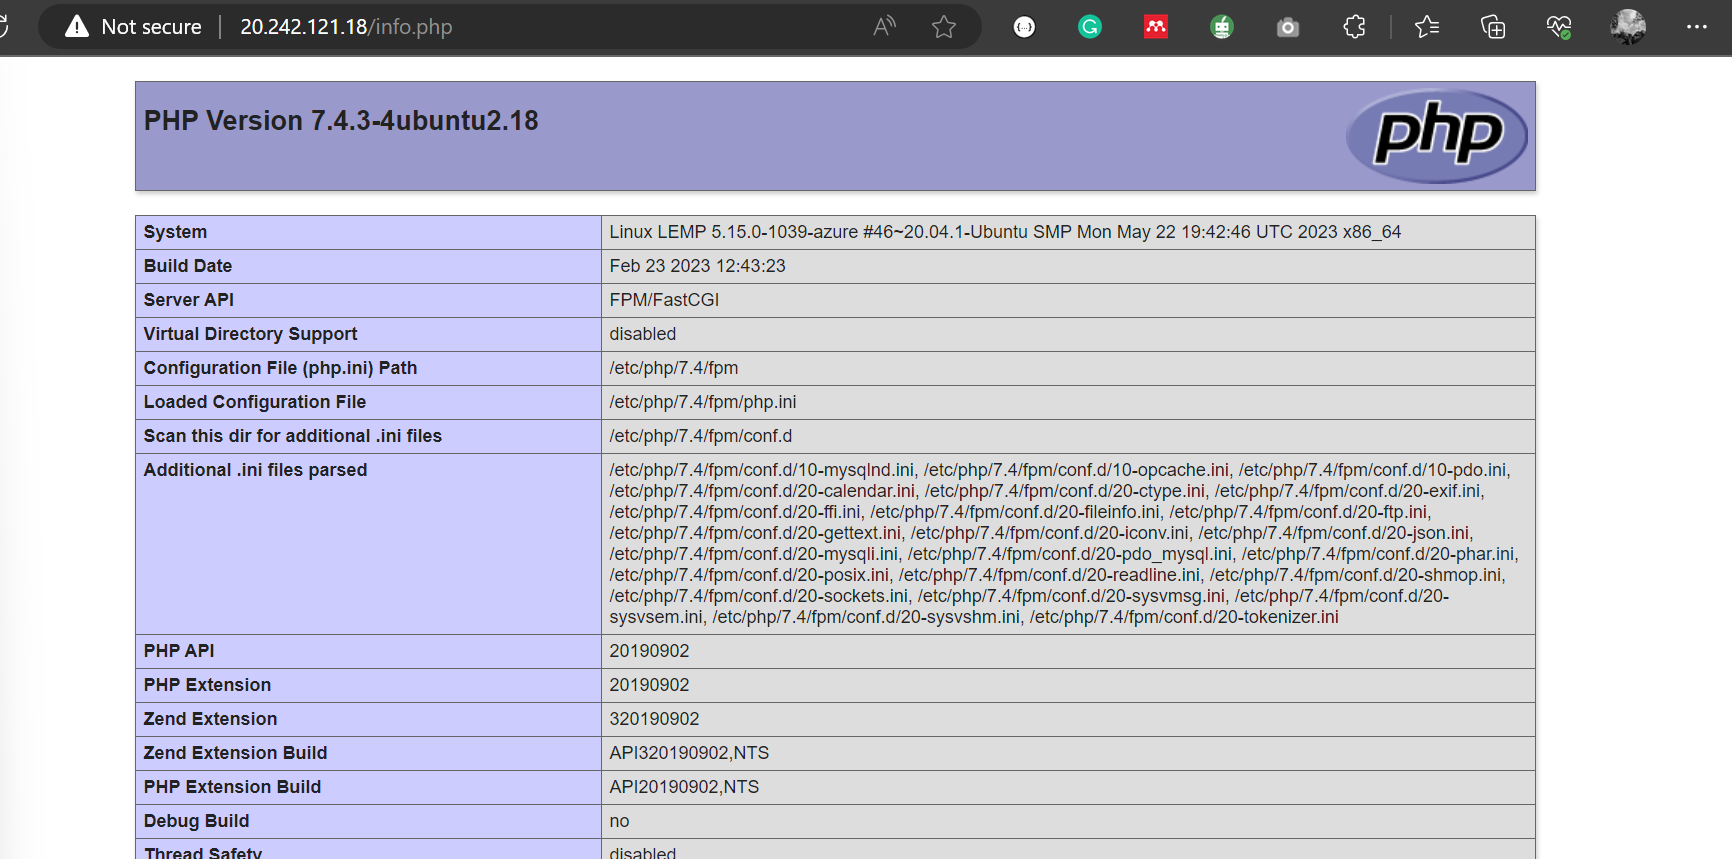 Not secure 20.242.121.18/info.php
PHP Version 7.4.3-4ubuntu2.18
php
System Linux LEMP 5.15.0-1039-azure #46~20.04.1-Ubuntu SMP Mon May 22 19:42:46 UTC 2023 x86_64
Build Date Feb 23 2023 12:43:23
Server API FPM/FastCGI
Virtual Directory Support disabled
Configuration File (php.ini) Path /etc/php/7.4/fpm
Loaded Configuration File /etc/php/7.4/fpm/php.ini
Scan this dir for additional .ini files /etc/php/7.4/fpm/conf.d
Additional .ini files parsed /etc/php/7.4/fpm/conf.d/10-mysqlnd.ini, /etc/php/7.4/fpm/conf.d/10-opcache.ini, /etc/php/7.4/fpm/conf.d/10-pdo.ini,
/etc/php/7.4/fpm/conf.d/20-calendar.ini, /etc/php/7.4/fpm/conf.d/20-ctype.ini, /etc/php/7.4/fpm/conf.d/20-exif.ini,
/etc/php/7.4/fpm/conf.d/20-ffi.ini, /etc/php/7.4/fpm/conf.d/20-fileinfo.ini, /etc/php/7.4/fpm/conf.d/20-ftp.ini,
/etc/php/7.4/fpm/conf.d/20-gettext.ini, /etc/php/7.4/fpm/conf.d/20-iconv.ini, /etc/php/7.4/fpm/conf.d/20-json.ini,
/etc/php/7.4/fpm/conf.d/20-mysqli.ini, /etc/php/7.4/fpm/conf.d/20-pdo_mysql.ini, /etc/php/7.4/fpm/conf.d/20-phar.ini,
/etc/php/7.4/fpm/conf.d/20-posix.ini, /etc/php/7.4/fpm/conf.d/20-readline.ini, /etc/php/7.4/fpm/conf.d/20-shmop.ini,
/etc/php/7.4/fpm/conf.d/20-sockets.ini, /etc/php/7.4/fpm/conf.d/20-sysvmsg.ini, /etc/php/7.4/fpm/conf.d/20-
sysvsem.ini, /etc/php/7.4/fpm/conf.d/20-sysvshm.ini, /etc/php/7.4/fpm/conf.d/20-tokenizer.ini
PHP API 20190902
PHP Extension 20190902
Zend Extension 320190902
Zend Extension Build API320190902,NTS
PHP Extension Build API20190902,NTS
Debug Build no
Thread Safety disabled